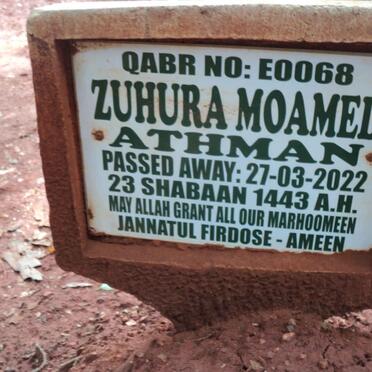 QABR NO: E0068
ZUHURA MOAMED
ATHMAN
PASSED AWAY: 27-03-2022
23 SHABAAN 1443 A.H.
MAY ALLAH GRANT ALL OUR MARHOOMEEN
JANNATUL FIRDOSE - AMEEN